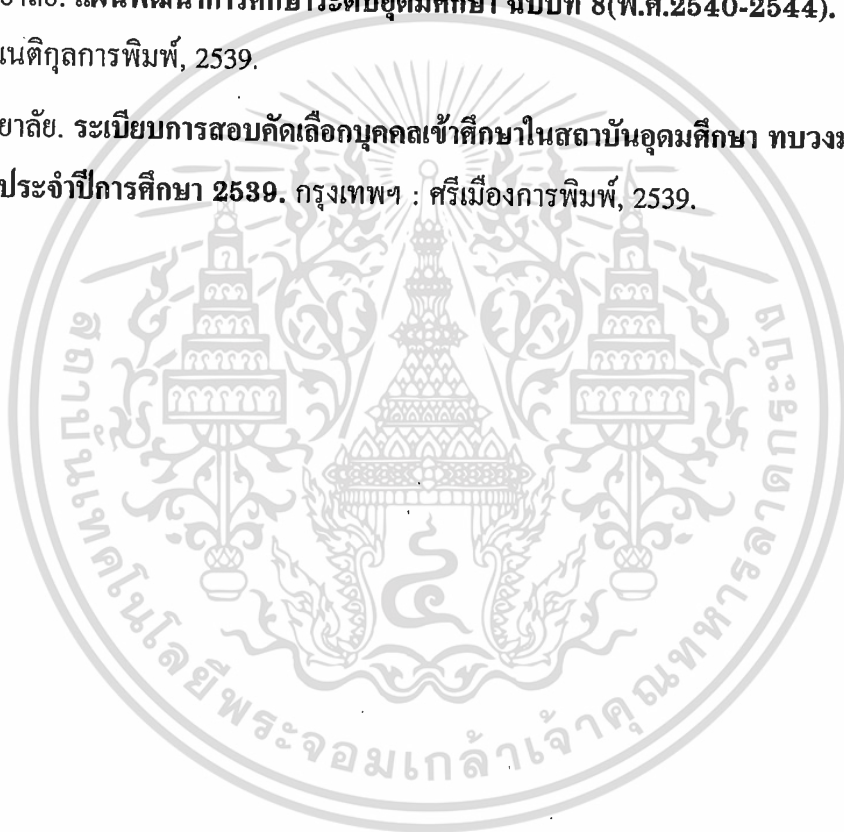 ยาลัย. แผนพัฒนาการศึกษาระดับอุดมศึกษา ฉบับที่ 8(พ.ศ.2540-2544).
เนติกุลการพิมพ์, 2539.
ยาลัย. ระเบียบการสอบคัดเลือกบุคคลเข้าศึกษาในสถาบันอุดมศึกษา ทบวงม
ประจำปีการศึกษา 2539. กรุงเทพฯ : ศรีเมืองการพิมพ์, 2539.
สถาบันเทคโนโลยีพระจอมเกล้าเจ้าคุณทหารลาดกระบัง